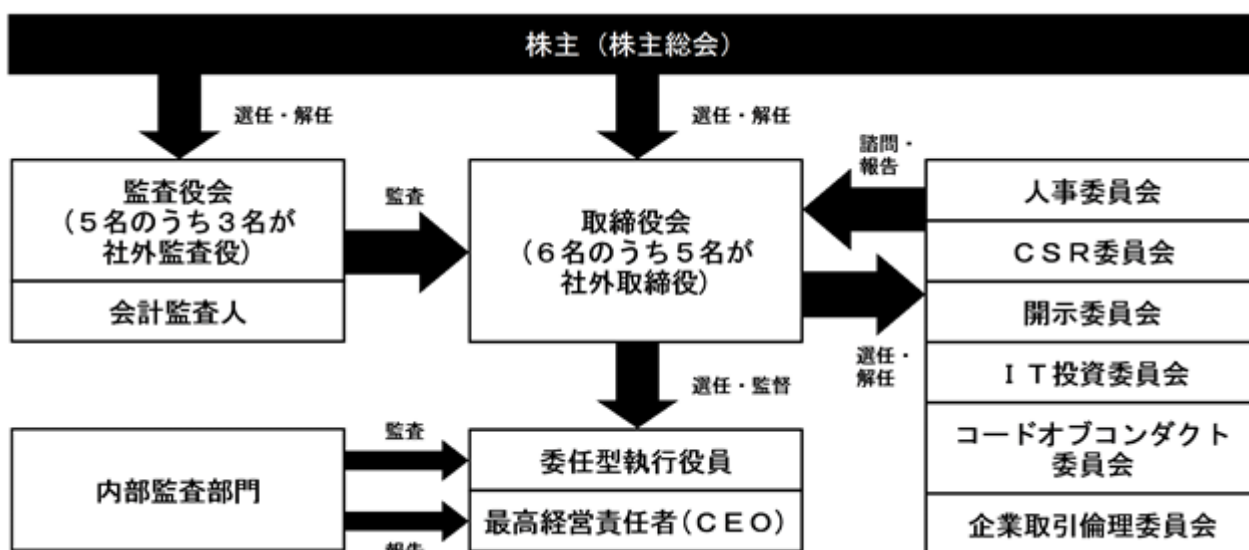 株主（株主総会）
選任・解任
選任・解任
監査役会
（５名のうち３名が
社外監査役）
会計監査人
監査
取締役会
（６名のうち５名が
社外取締役）
諮問・
報告
選任・
解任
人事委員会
ＣＳＲ委員会
開示委員会
ＩＴ投資委員会
コードオブコンダクト
委員会
企業取引倫理委員会
選任・監督
内部監査部門
監査
報告
委任型執行役員
最高経営責任者（ＣＥＯ）